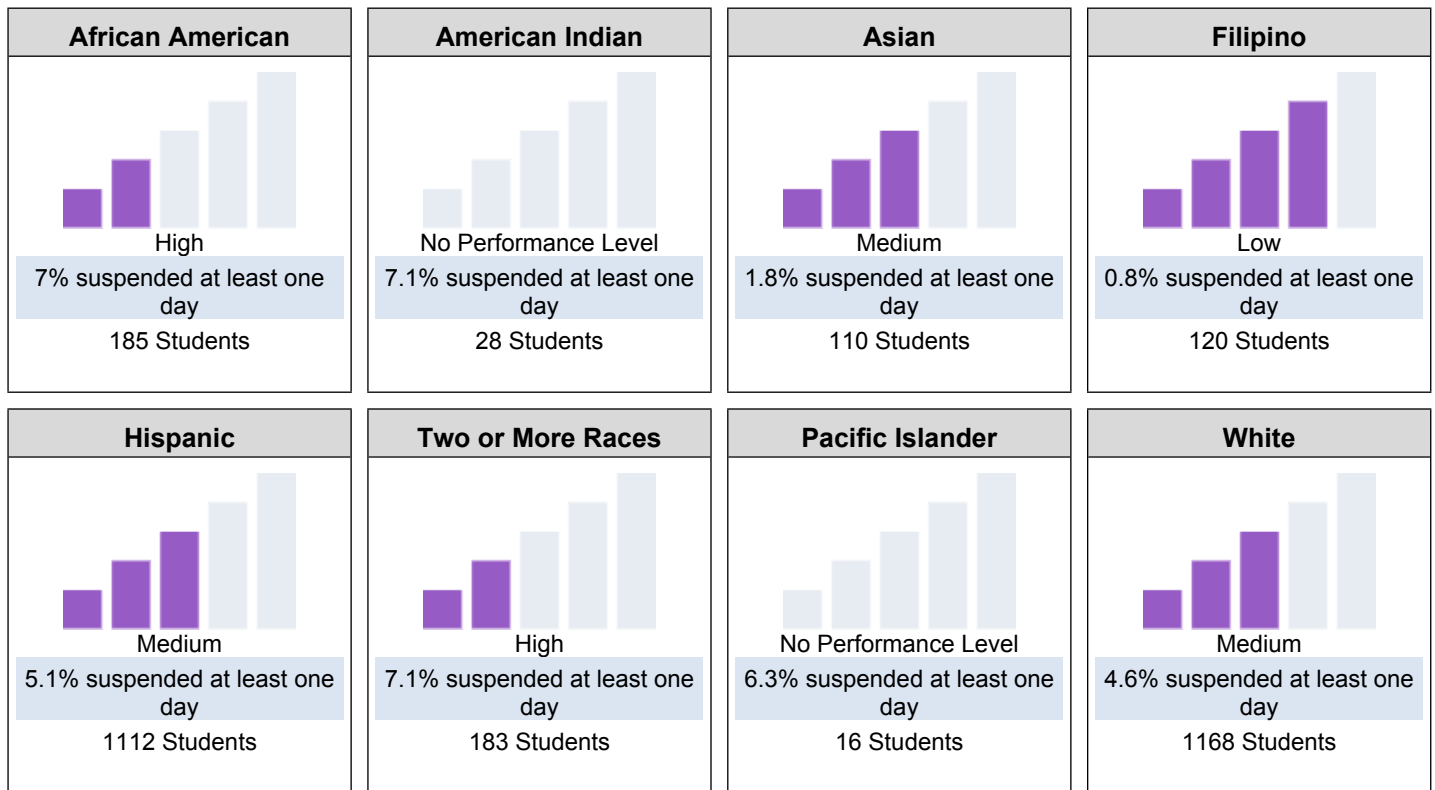 African American
High
7% suspended at least one
day
185 Students
American Indian
No Performance Level
7.1% suspended at least one
day
28 Students
Asian
Medium
1.8% suspended at least one
day
110 Students
Filipino
Low
0.8% suspended at least one
day
120 Students
Hispanic
Medium
5.1% suspended at least one
day
1112 Students
Two or More Races
High
7.1% suspended at least one
day
183 Students
Pacific Islander
No Performance Level
6.3% suspended at least one
day
16 Students
White
Medium
4.6% suspended at least one
day
1168 Students